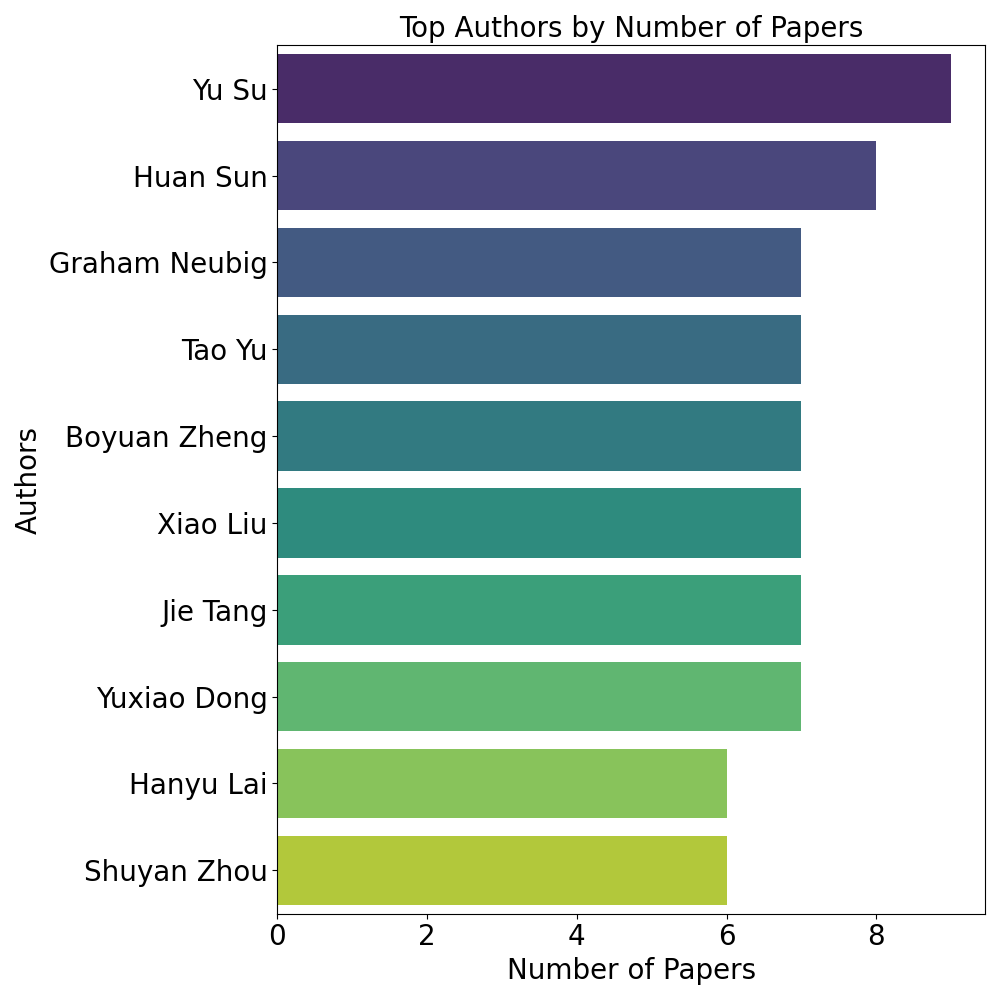 Top Authors by Number of Papers
Authors
Yu Su
Huan Sun
Graham Neubig
Tao Yu
Boyuan Zheng
Xiao Liu
Jie Tang
Yuxiao Dong
Hanyu Lai
Shuyan Zhou
0 2 4 6 8
Number of Papers